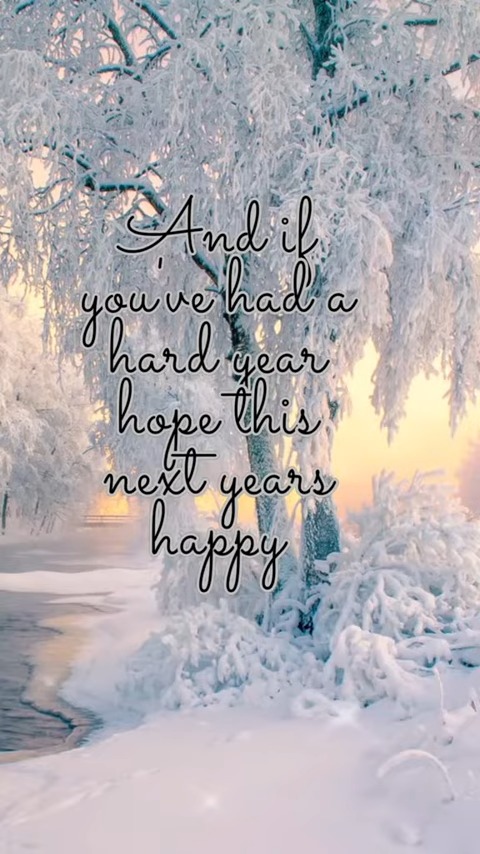 And if
you've had a
hard year
hope this
next years
happy